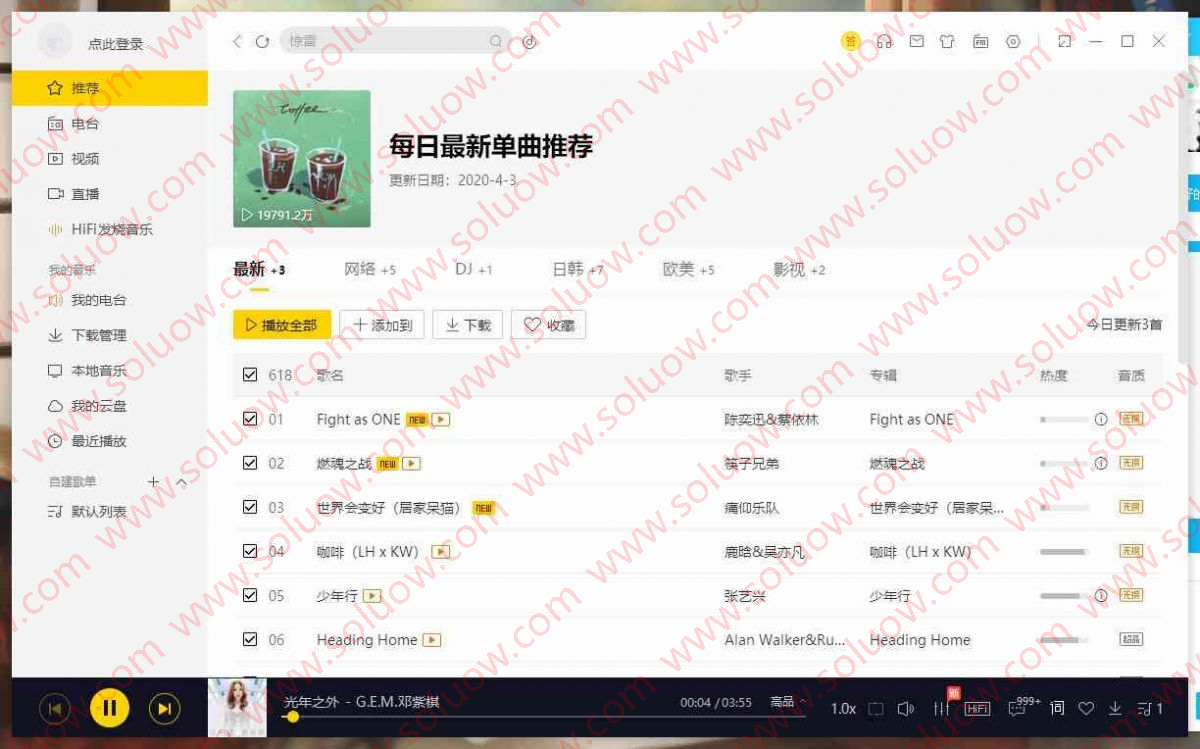 点此登录
惊雷
签
推荐
电台
视频
直播
HiFi发烧音乐
我的音乐
我的电台
下载管理
本地音乐
我的云盘
最近播放
自建歌单
默认列表
coffee
19791.2万
每日最新单曲推荐
更新日期：2020-4-3
最新 +3 网络 +5 DJ +1 日韩 +7 欧美 +5 影视 +2
播放全部 添加到 下载 收藏 今日更新3首
618 歌名 歌手 专辑 热度 音质
01 Fight as ONE NEW 陈奕迅&蔡依林 Fight as ONE 无损
02 燃魂之战 NEW 筷子兄弟 燃魂之战 无损
03 世界会变好（居家呆猫） NEW 痛仰乐队 世界会变好（居家呆... 无损
04 咖啡（LH x KW） 鹿晗&吴亦凡 咖啡（LH x KW） 无损
05 少年行 张艺兴 少年行 无损
06 Heading Home Alan Walker&Ru... Heading Home 超品
光年之外 - G.E.M.邓紫棋 00:04 / 03:55 高品
1.0x 新 HiFi 999+ 词 1
www.soluow.com